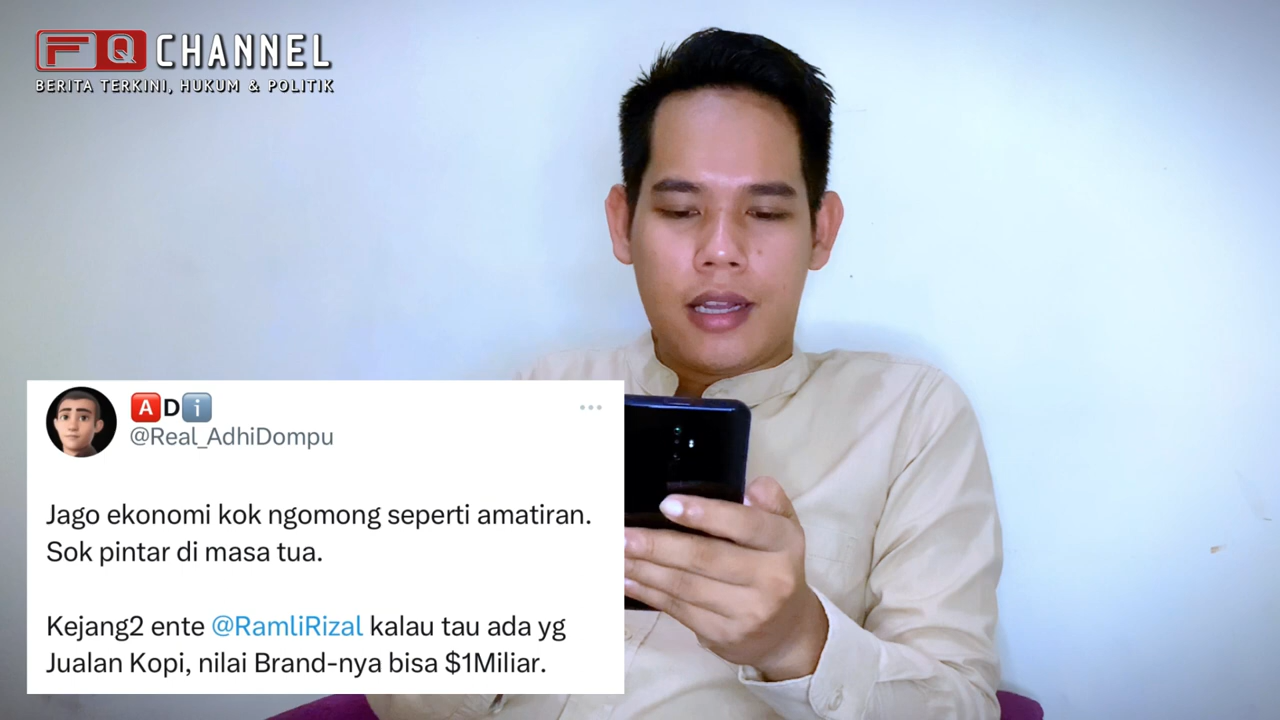 FQ CHANNEL
BERITA TERKINI, HUKUM & POLITIK
🅰️D ℹ️
@Real_AdhiDompu
Jago ekonomi kok ngomong seperti amatiran.
Sok pintar di masa tua.
Kejang2 ente @RamliRizal kalau tau ada yg
Jualan Kopi, nilai Brand-nya bisa $1Miliar.